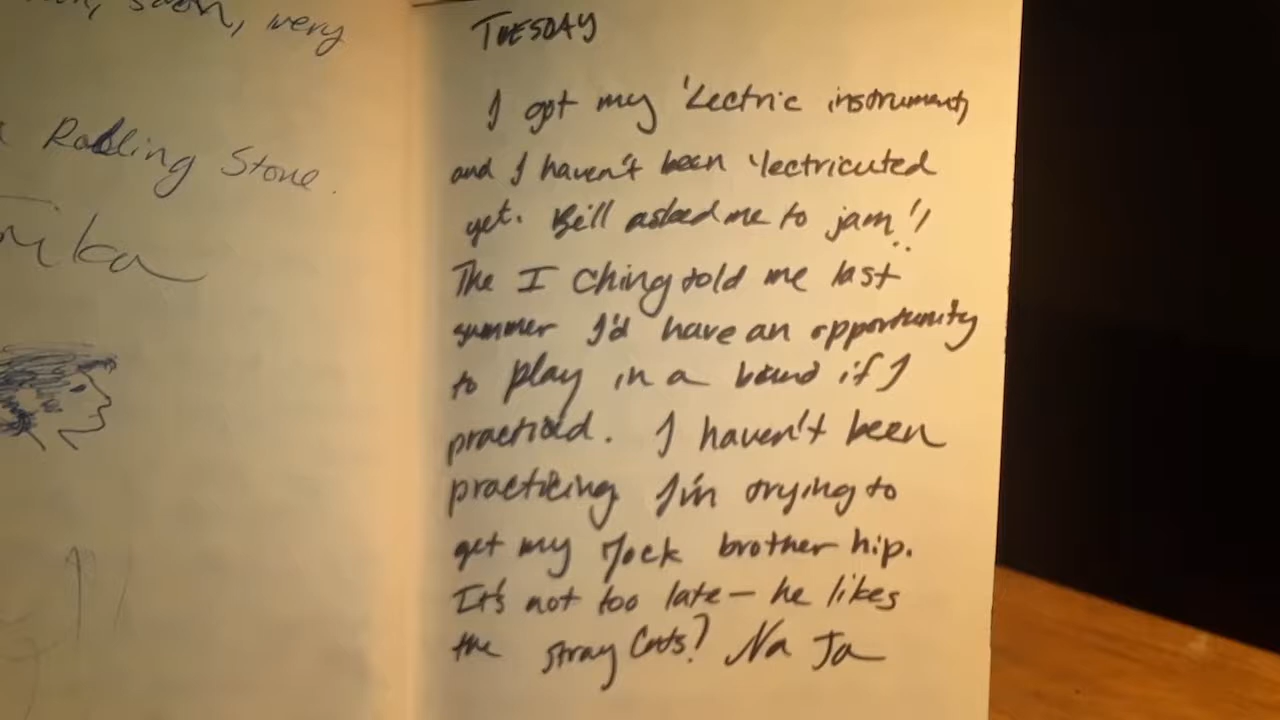 soon, very
Rolling Stone.
TUESDAY
I got my 'Lectric instruments
and I haven't been 'lectricuted
yet. Bill asked me to jam!!
The I Ching told me last
summer I'd have an opportunity
to play in a band if I
practiced. I haven't been
practicing I'm trying to
get my Jock brother hip.
It's not too late — he likes
the Stray Cats? Na Ja